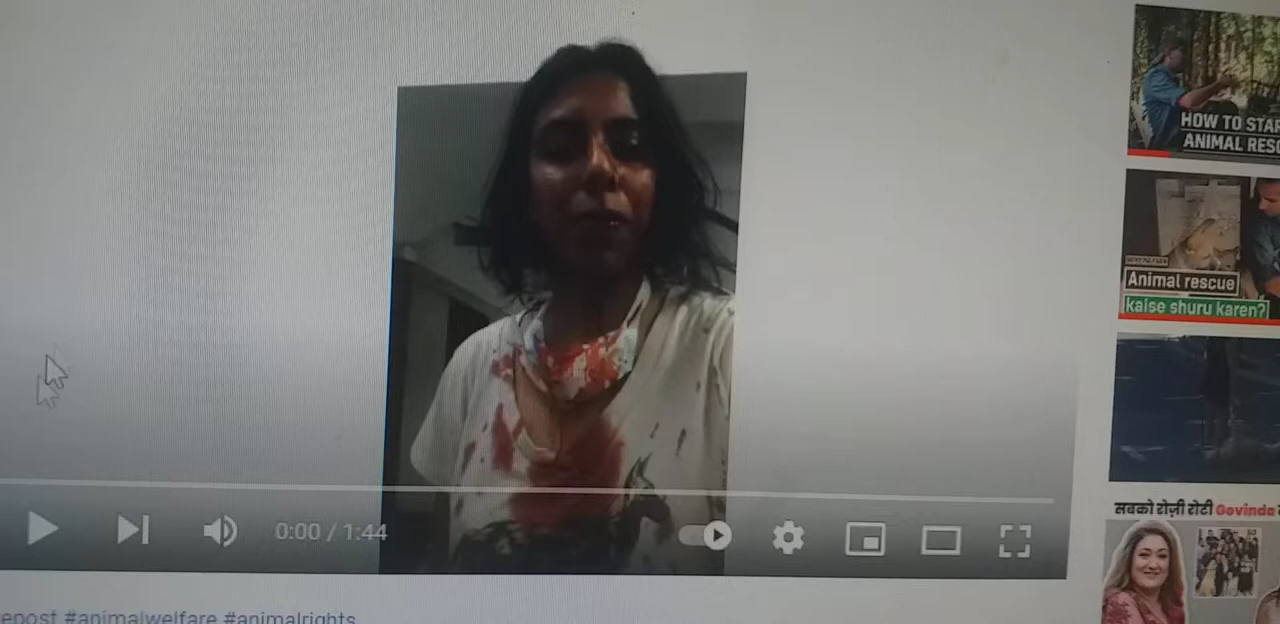 HOW TO STAR
ANIMAL RESC
Animal rescue
kaise shuru karen?
0:00 / 1:44
सबको रोज़ी रोटी Govinda
epost #animalwelfare #animalrights